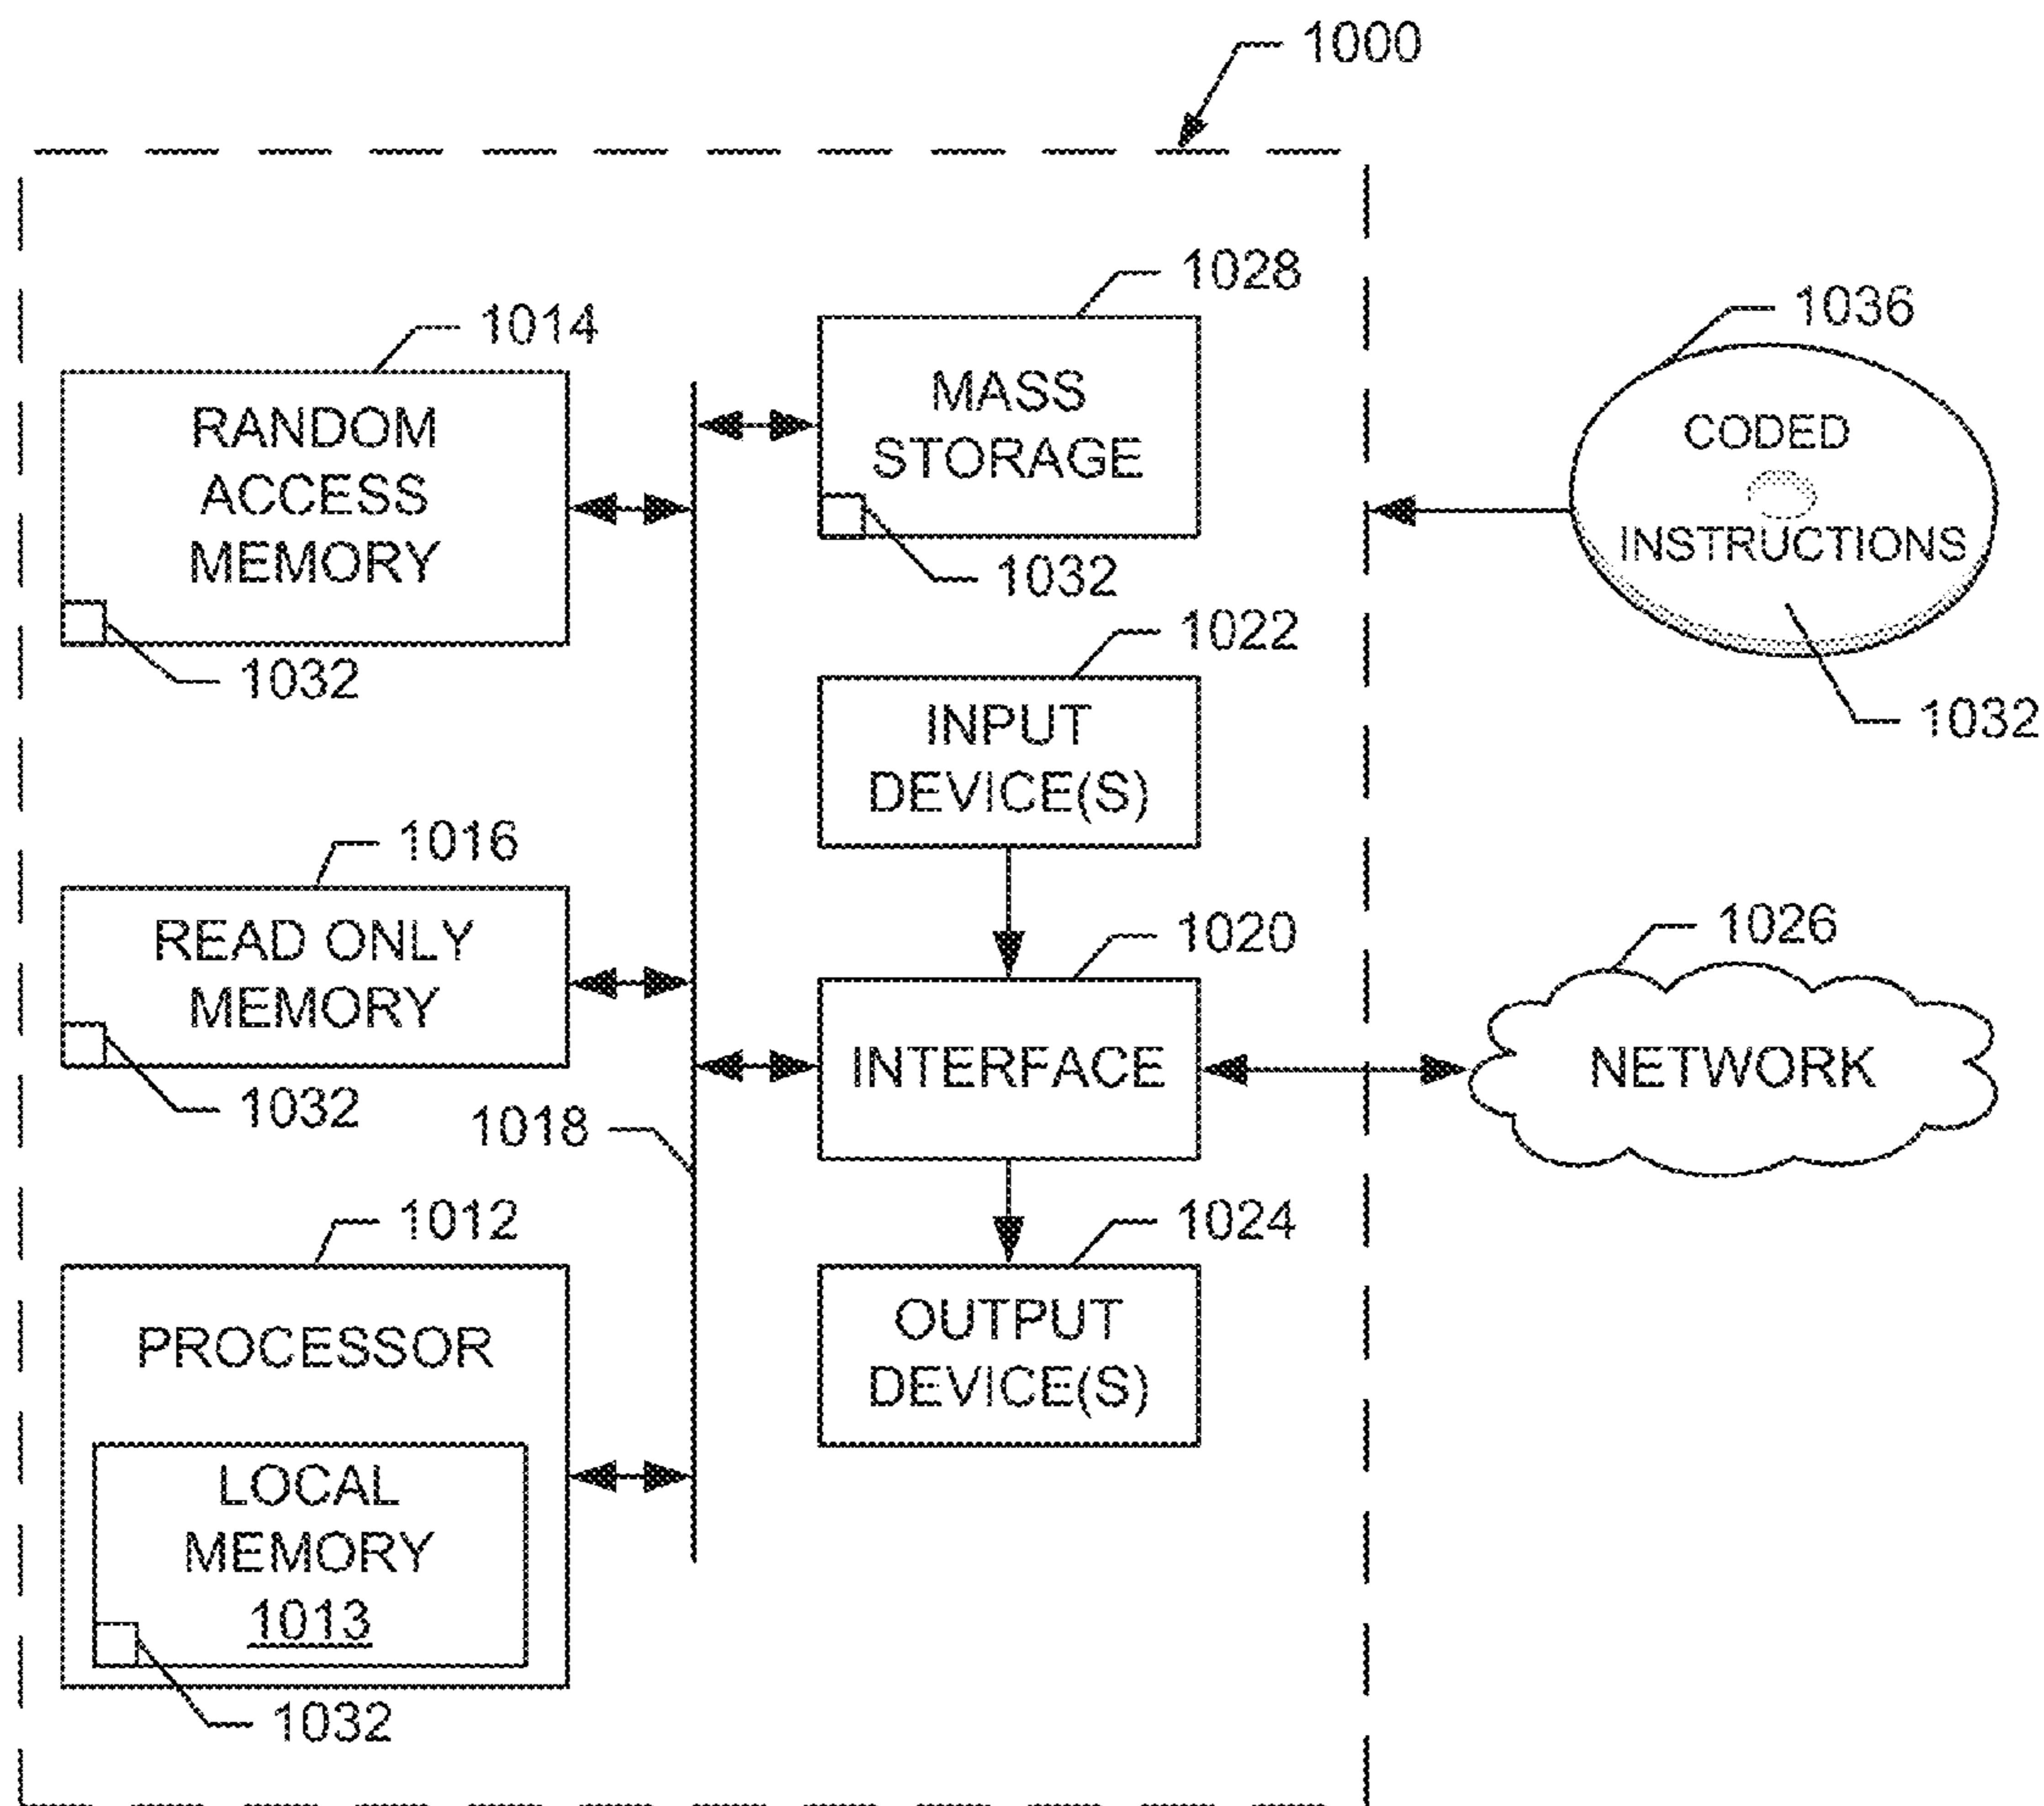 1000
1028
1014
1036
MASS
STORAGE
RANDOM
ACCESS
MEMORY
CODED
INSTRUCTIONS
1032
1032
1032
1022
INPUT
DEVICE(S)
1016
READ ONLY
MEMORY
1032
1020
1026
INTERFACE
NETWORK
1018
1012
1024
PROCESSOR
OUTPUT
DEVICE(S)
LOCAL
MEMORY
1013
1032